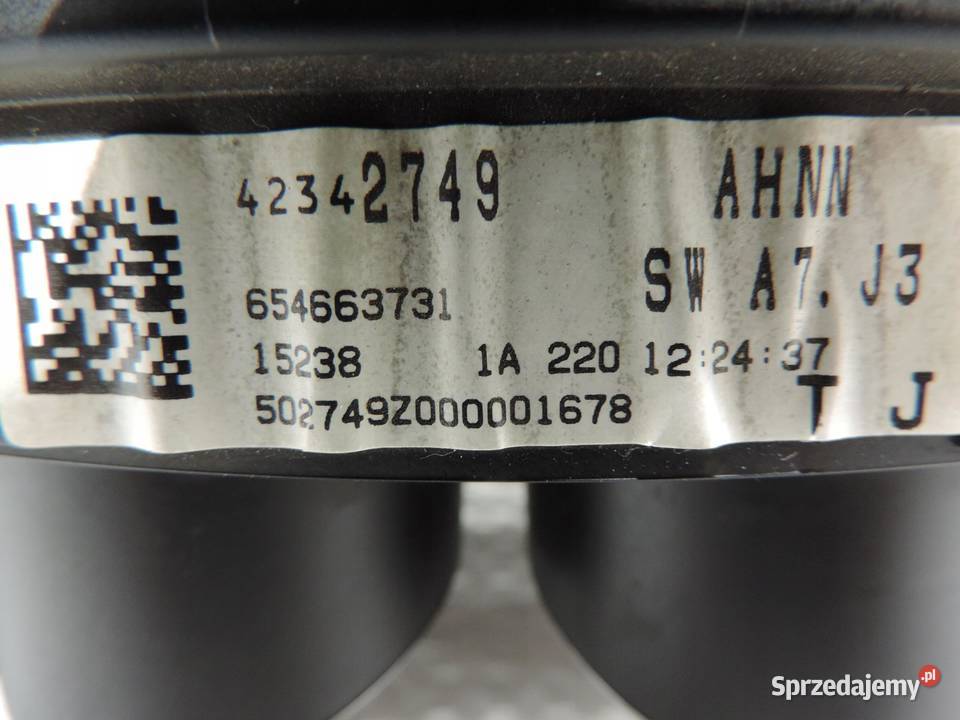 42342749 AHNN
654663731 SW A7. J3
15238 1A 220 12:24:37
502749Z000001678 T J
Sprzedajemy.pl